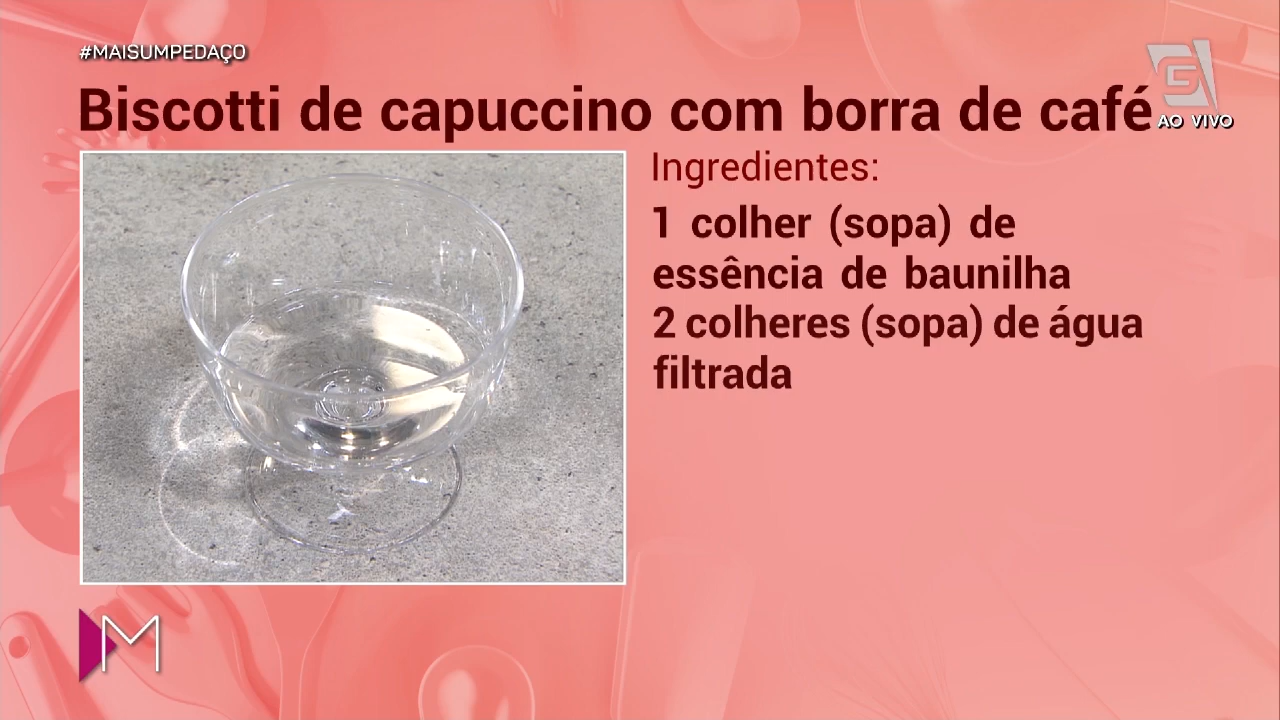 #MAISUMPEDAÇO
Biscotti de capuccino com borra de café
G
AO VIVO
Ingredientes:
1 colher (sopa) de
essência de baunilha
2 colheres (sopa) de água
filtrada
M